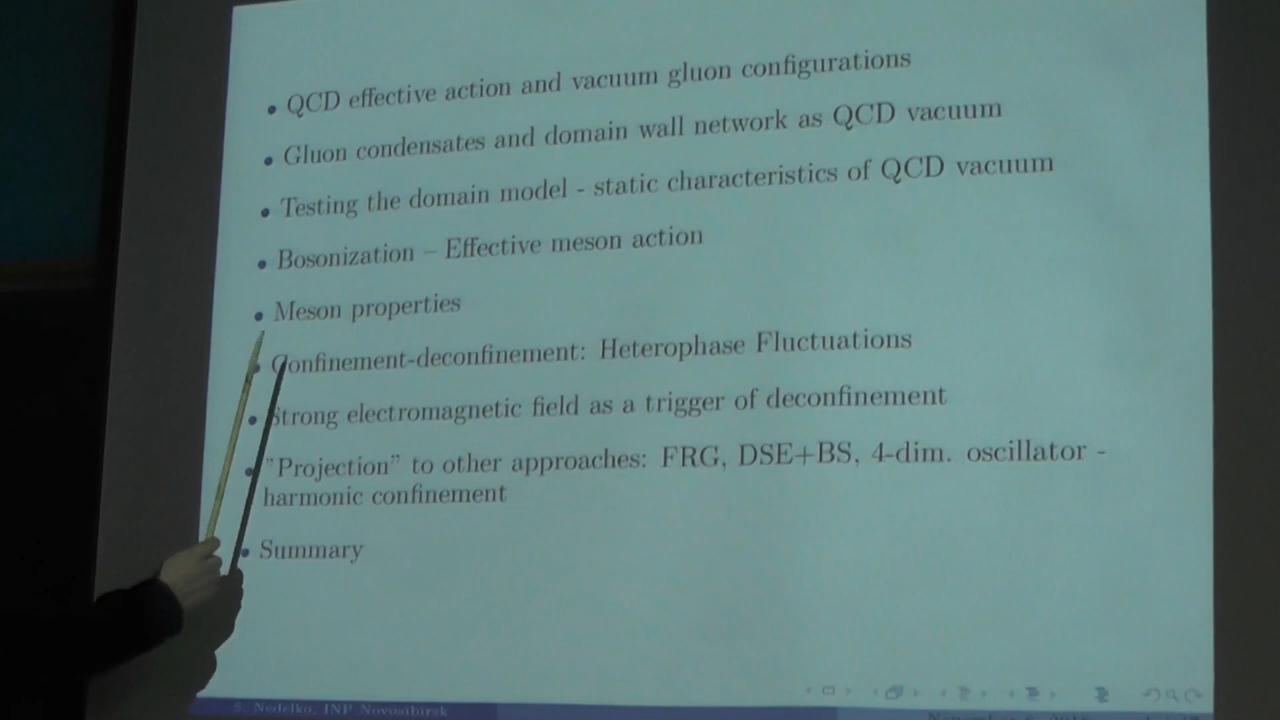 • QCD effective action and vacuum gluon configurations
• Gluon condensates and domain wall network as QCD vacuum
• Testing the domain model - static characteristics of QCD vacuum
• Bosonization – Effective meson action
• Meson properties
• Confinement-deconfinement: Heterophase Fluctuations
• Strong electromagnetic field as a trigger of deconfinement
• "Projection" to other approaches: FRG, DSE+BS, 4-dim. oscillator -
harmonic confinement
• Summary
S. Nedelko, INP Novosibirsk